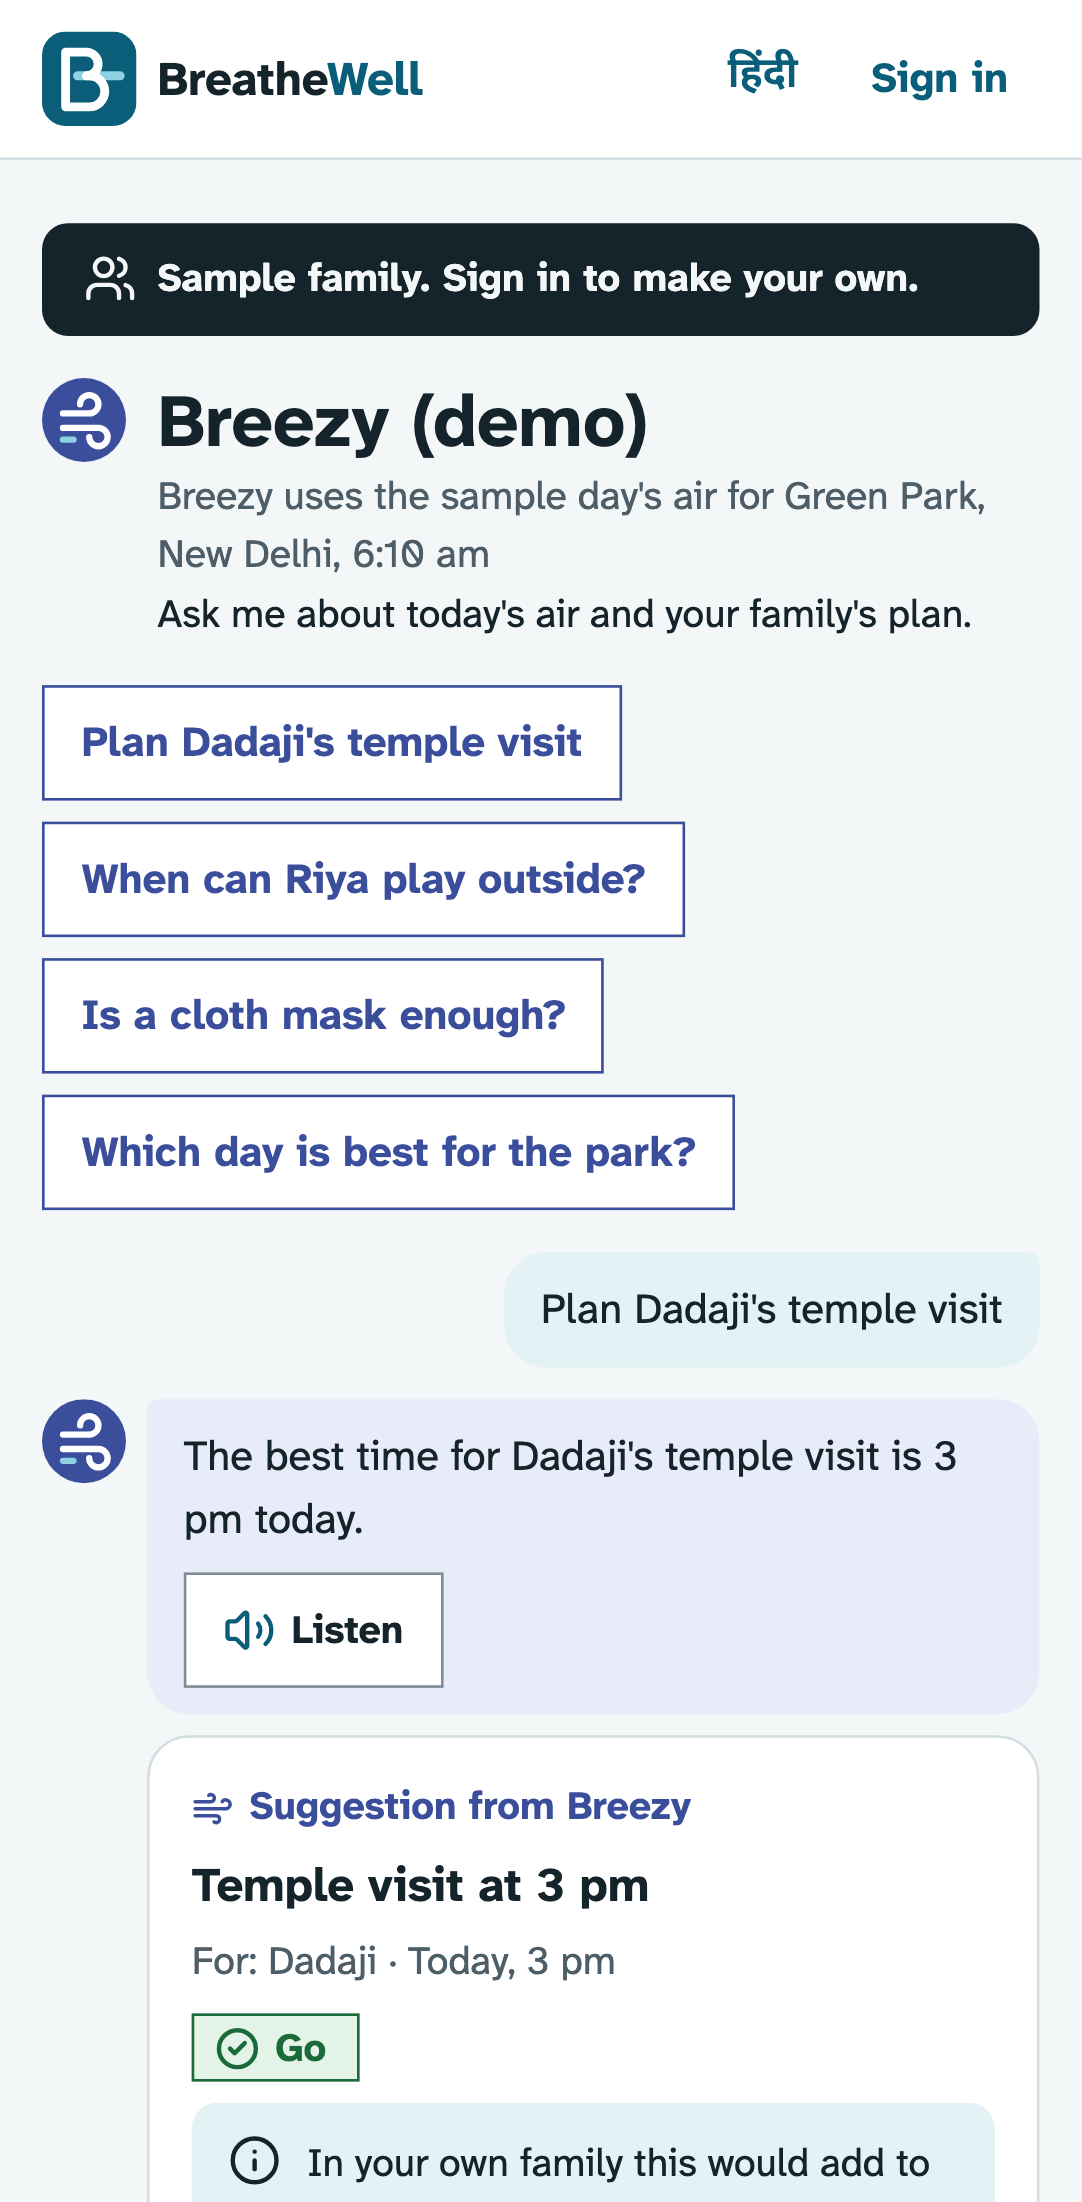 BreatheWell
हिंदी
Sign in
Sample family. Sign in to make your own.
Breezy (demo)
Breezy uses the sample day's air for Green Park,
New Delhi, 6:10 am
Ask me about today's air and your family's plan.
Plan Dadaji's temple visit
When can Riya play outside?
Is a cloth mask enough?
Which day is best for the park?
Plan Dadaji's temple visit
The best time for Dadaji's temple visit is 3
pm today.
Listen
Suggestion from Breezy
Temple visit at 3 pm
For: Dadaji · Today, 3 pm
Go
In your own family this would add to